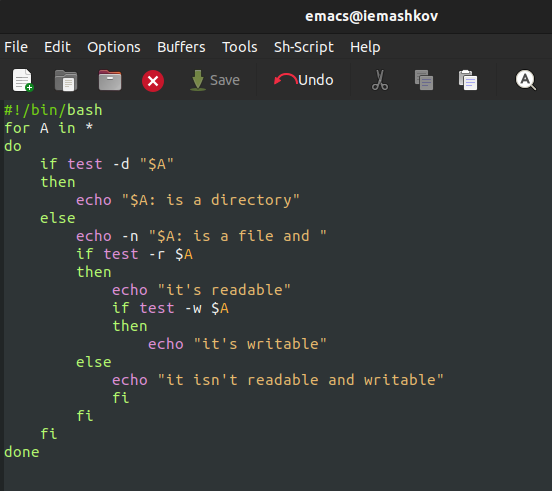 emacs@iemashkov
File Edit Options Buffers Tools Sh-Script Help
Save Undo
#!/bin/bash
for A in *
do
    if test -d "$A"
    then
        echo "$A: is a directory"
    else
        echo -n "$A: is a file and "
        if test -r $A
        then
            echo "it's readable"
            if test -w $A
            then
                echo "it's writable"
        else
            echo "it isn't readable and writable"
            fi
        fi
    fi
done